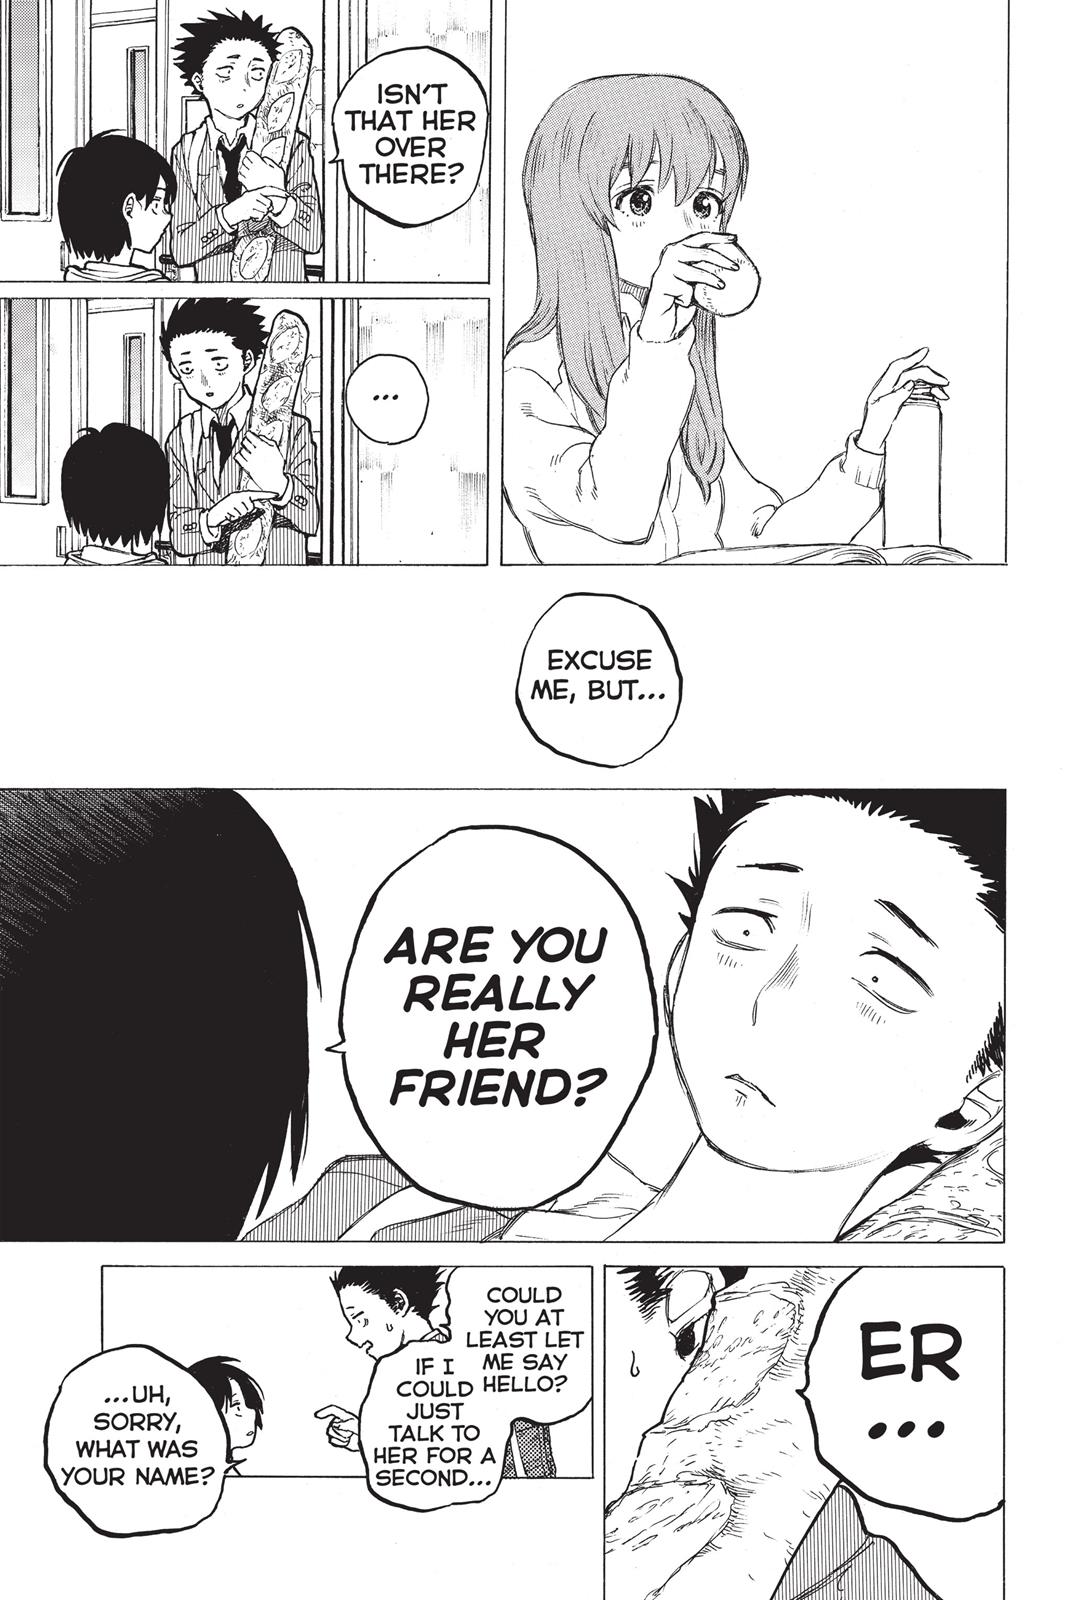 ISN'T
THAT HER
OVER
THERE?
...
EXCUSE
ME, BUT...
ARE YOU
REALLY
HER
FRIEND?
ER
...
COULD
YOU AT
LEAST LET
ME SAY
HELLO?
IF I
COULD
JUST
TALK TO
HER FOR A
SECOND...
...UH,
SORRY,
WHAT WAS
YOUR NAME?